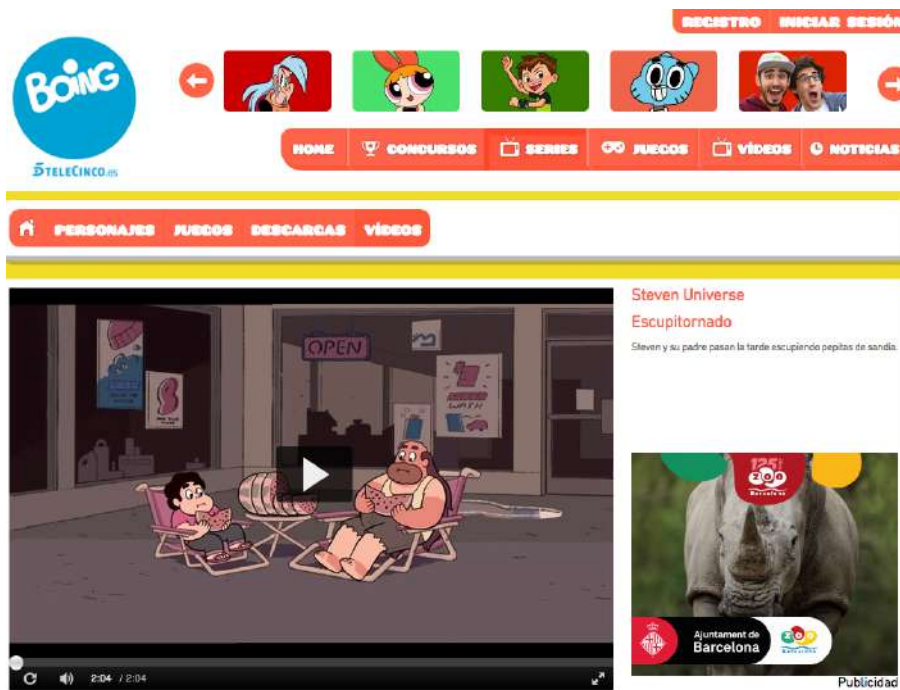 REGISTRO INICIAR SESIÓN
BOING
TELECINCO.es
HOME CONCURSOS SERIES JUEGOS VÍDEOS NOTICIAS
PERSONAJES JUEGOS DESCARGAS VÍDEOS
Steven Universe
Escupitornado
Steven y su padre pasan la tarde escupiendo pepitas de sandía.
OPEN
125
ZOO
Barcelona
Ajuntament de
Barcelona
ZOO
2:04 / 2:04
Publicidad